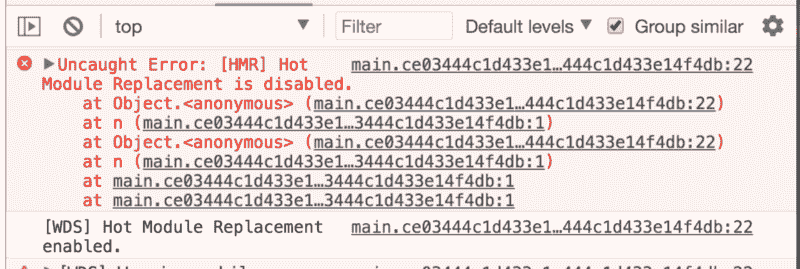 top Filter Default levels Group similar
Uncaught Error: [HMR] Hot main.ce03444c1d433e1…444c1d433e14f4db:22
Module Replacement is disabled.
at Object.<anonymous> (main.ce03444c1d433e1…444c1d433e14f4db:22)
at n (main.ce03444c1d433e1…3444c1d433e14f4db:1)
at Object.<anonymous> (main.ce03444c1d433e1…444c1d433e14f4db:22)
at n (main.ce03444c1d433e1…3444c1d433e14f4db:1)
at main.ce03444c1d433e1…3444c1d433e14f4db:1
at main.ce03444c1d433e1…3444c1d433e14f4db:1
[WDS] Hot Module Replacement main.ce03444c1d433e1…444c1d433e14f4db:22
enabled.